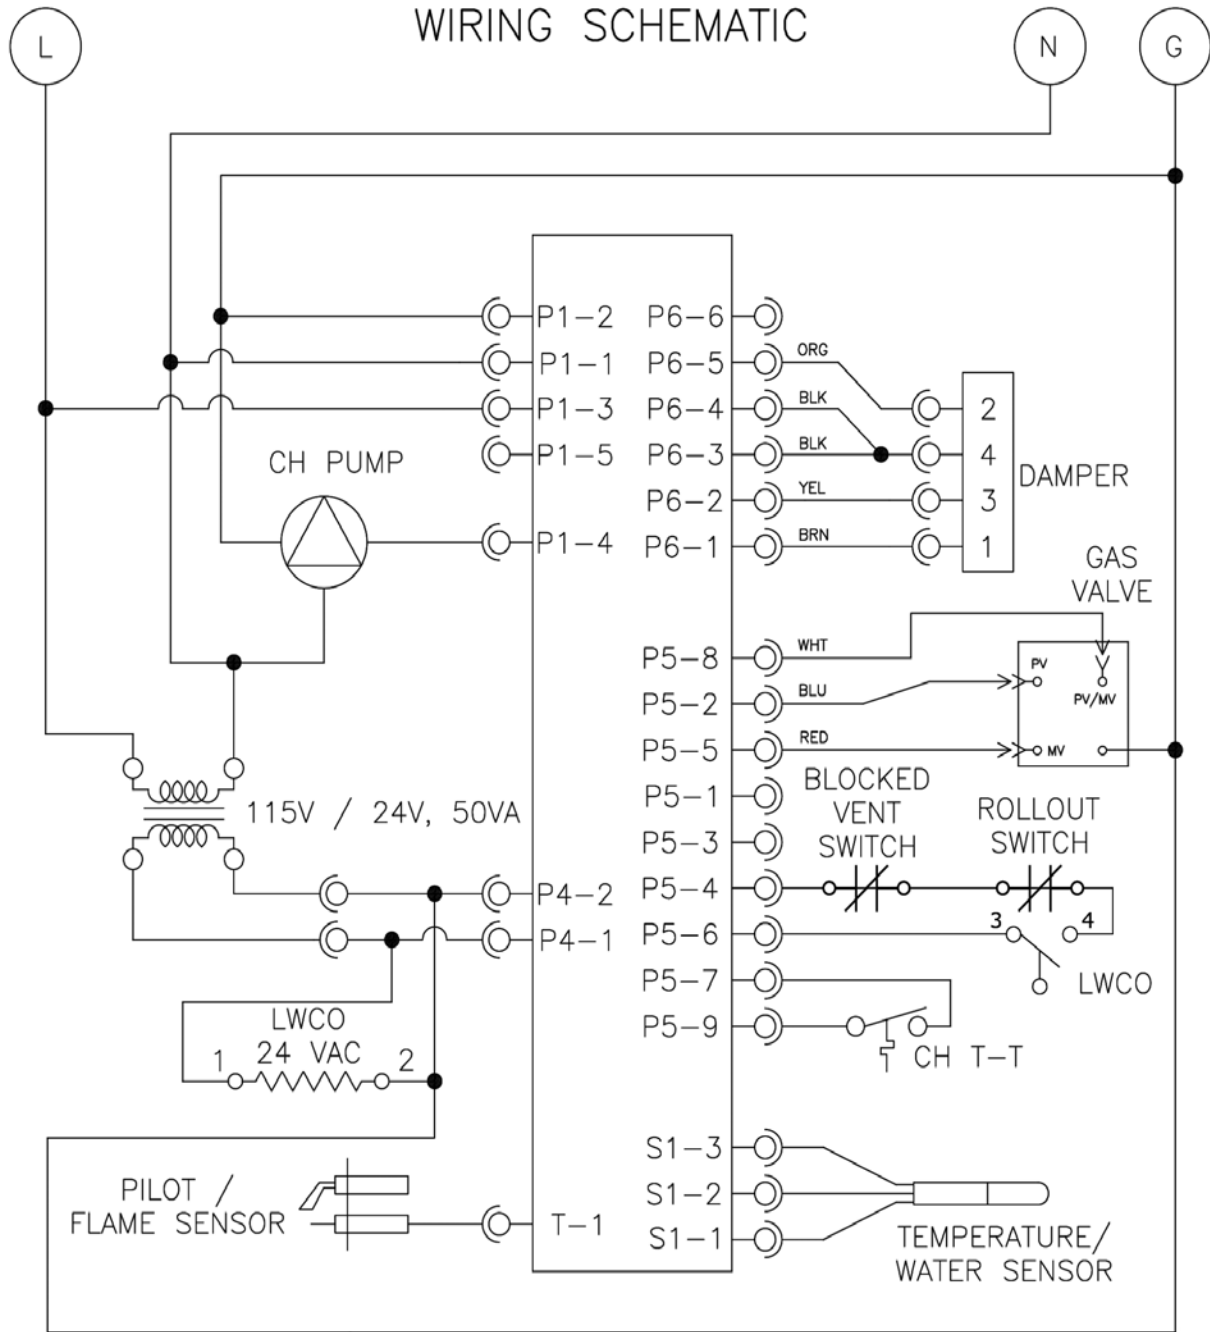 WIRING SCHEMATIC
L
N
G
P1-2
P6-6
P1-1
P6-5
ORG
P1-3
P6-4
BLK
2
P1-5
P6-3
BLK
4
CH PUMP
DAMPER
P6-2
YEL
3
P1-4
P6-1
BRN
1
GAS
VALVE
P5-8
WHT
PV
P5-2
BLU
PV/MV
P5-5
RED
MV
115V / 24V, 50VA
P5-1
BLOCKED
VENT
SWITCH
ROLLOUT
SWITCH
P5-3
P4-2
P5-4
P4-1
P5-6
3
4
LWCO
P5-7
LWCO
24 VAC
1
2
P5-9
CH T-T
S1-3
PILOT /
FLAME SENSOR
S1-2
T-1
S1-1
TEMPERATURE/
WATER SENSOR